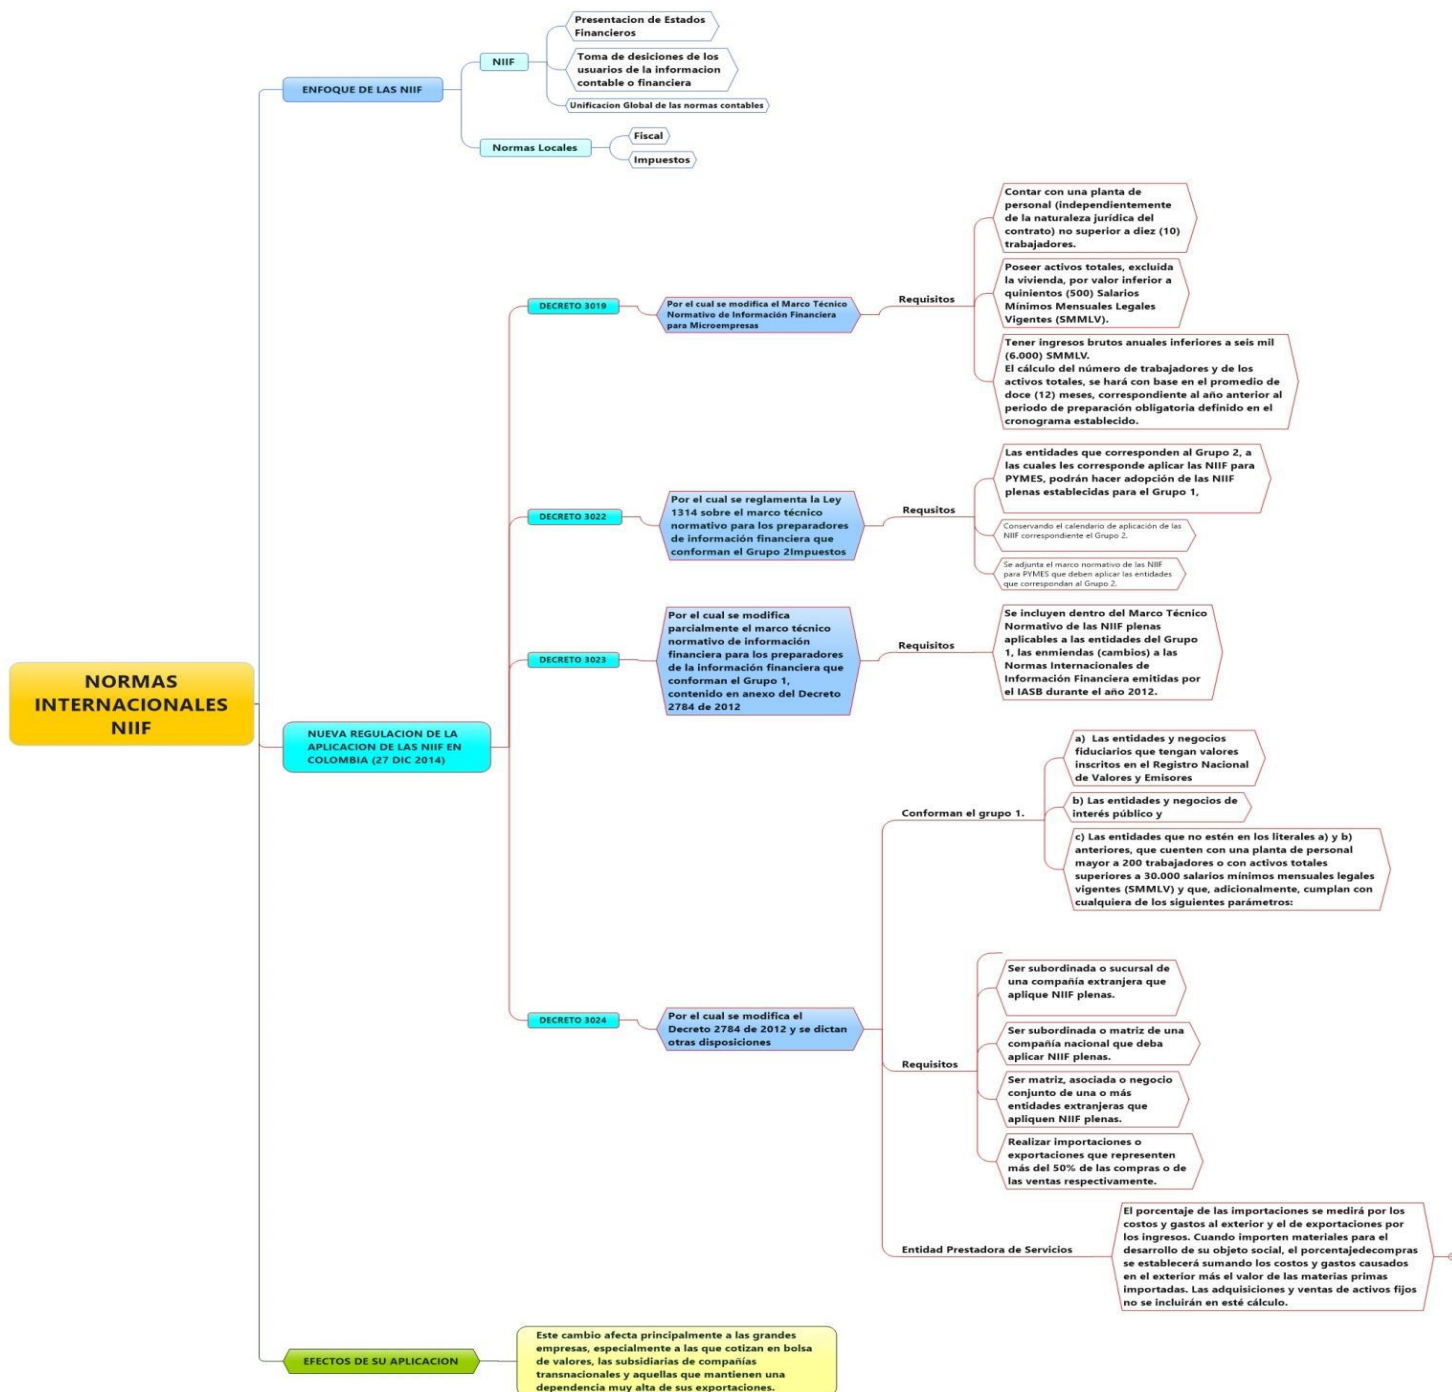 Presentacion de Estados
Financieros
NIIF
Toma de desiciones de los
usuarios de la informacion
contable o financiera
ENFOQUE DE LAS NIIF
Unificacion Global de las normas contables
Normas Locales
Fiscal
Impuestos
Contar con una planta de
personal (independientemente
de la naturaleza jurídica del
contrato) no superior a diez (10)
trabajadores.
Poseer activos totales, excluida
la vivienda, por valor inferior a
quinientos (500) Salarios
Mínimos Mensuales Legales
Vigentes (SMMLV).
DECRETO 3019
Por el cual se modifica el Marco Técnico
Normativo de Información Financiera
para Microempresas
Requisitos
Tener ingresos brutos anuales inferiores a seis mil
(6.000) SMMLV.
El cálculo del número de trabajadores y de los
activos totales, se hará con base en el promedio de
doce (12) meses, correspondiente al año anterior al
periodo de preparación obligatoria definido en el
cronograma establecido.
Las entidades que corresponden al Grupo 2, a
las cuales les corresponde aplicar las NIIF para
PYMES, podrán hacer adopción de las NIIF
plenas establecidas para el Grupo 1,
DECRETO 3022
Por el cual se reglamenta la Ley
1314 sobre el marco técnico
normativo para los preparadores
de información financiera que
conforman el Grupo 2Impuestos
Requsitos
Conservando el calendario de aplicación de las
NIIF correspondiente el Grupo 2.
Se adjunta el marco normativo de las NIIF
para PYMES que deben aplicar las entidades
que correspondan al Grupo 2.
DECRETO 3023
Por el cual se modifica
parcialmente el marco técnico
normativo de información
financiera para los preparadores
de la información financiera que
conforman el Grupo 1,
contenido en anexo del Decreto
2784 de 2012
Requisitos
Se incluyen dentro del Marco Técnico
Normativo de las NIIF plenas
aplicables a las entidades del Grupo
1, las enmiendas (cambios) a las
Normas Internacionales de
Información Financiera emitidas por
el IASB durante el año 2012.
NORMAS
INTERNACIONALES
NIIF
NUEVA REGULACION DE LA
APLICACION DE LAS NIIF EN
COLOMBIA (27 DIC 2014)
a) Las entidades y negocios
fiduciarios que tengan valores
inscritos en el Registro Nacional
de Valores y Emisores
Conforman el grupo 1.
b) Las entidades y negocios de
interés público y
c) Las entidades que no estén en los literales a) y b)
anteriores, que cuenten con una planta de personal
mayor a 200 trabajadores o con activos totales
superiores a 30.000 salarios mínimos mensuales legales
vigentes (SMMLV) y que, adicionalmente, cumplan con
cualquiera de los siguientes parámetros:
DECRETO 3024
Por el cual se modifica el
Decreto 2784 de 2012 y se dictan
otras disposiciones
Requisitos
Ser subordinada o sucursal de
una compañía extranjera que
aplique NIIF plenas.
Ser subordinada o matriz de una
compañía nacional que deba
aplicar NIIF plenas.
Ser matriz, asociada o negocio
conjunto de una o más
entidades extranjeras que
apliquen NIIF plenas.
Realizar importaciones o
exportaciones que representen
más del 50% de las compras o de
las ventas respectivamente.
Entidad Prestadora de Servicios
El porcentaje de las importaciones se medirá por los
costos y gastos al exterior y el de exportaciones por
los ingresos. Cuando importen materiales para el
desarrollo de su objeto social, el porcentajedecompras
se establecerá sumando los costos y gastos causados
en el exterior más el valor de las materias primas
importadas. Las adquisiciones y ventas de activos fijos
no se incluirán en esté cálculo.
EFECTOS DE SU APLICACION
Este cambio afecta principalmente a las grandes
empresas, especialmente a las que cotizan en bolsa
de valores, las subsidiarias de compañías
transnacionales y aquellas que mantienen una
dependencia muy alta de sus exportaciones.